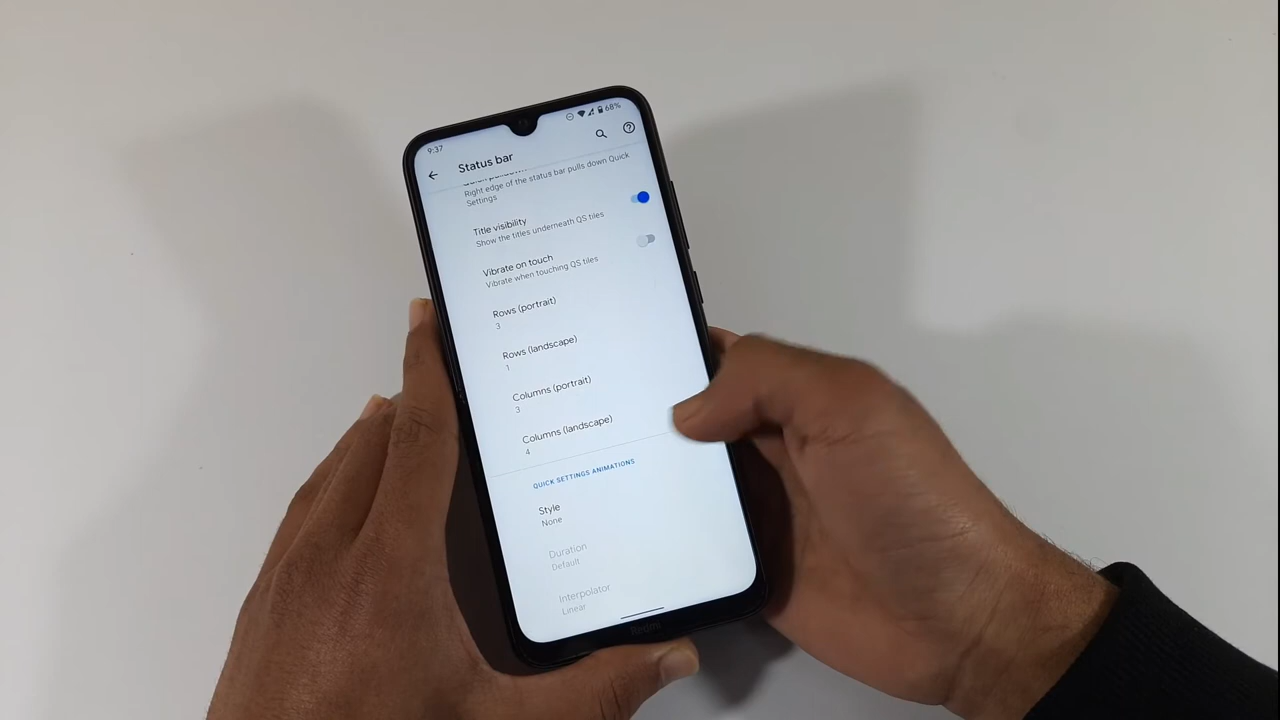 9:37
68%
Status bar
Right edge of the status bar pulls down Quick
Settings
Title visibility
Show the titles underneath QS tiles
Vibrate on touch
Vibrate when touching QS tiles
Rows (portrait)
3
Rows (landscape)
1
Columns (portrait)
3
Columns (landscape)
4
QUICK SETTINGS ANIMATIONS
Style
None
Duration
Default
Interpolator
Linear
Redmi